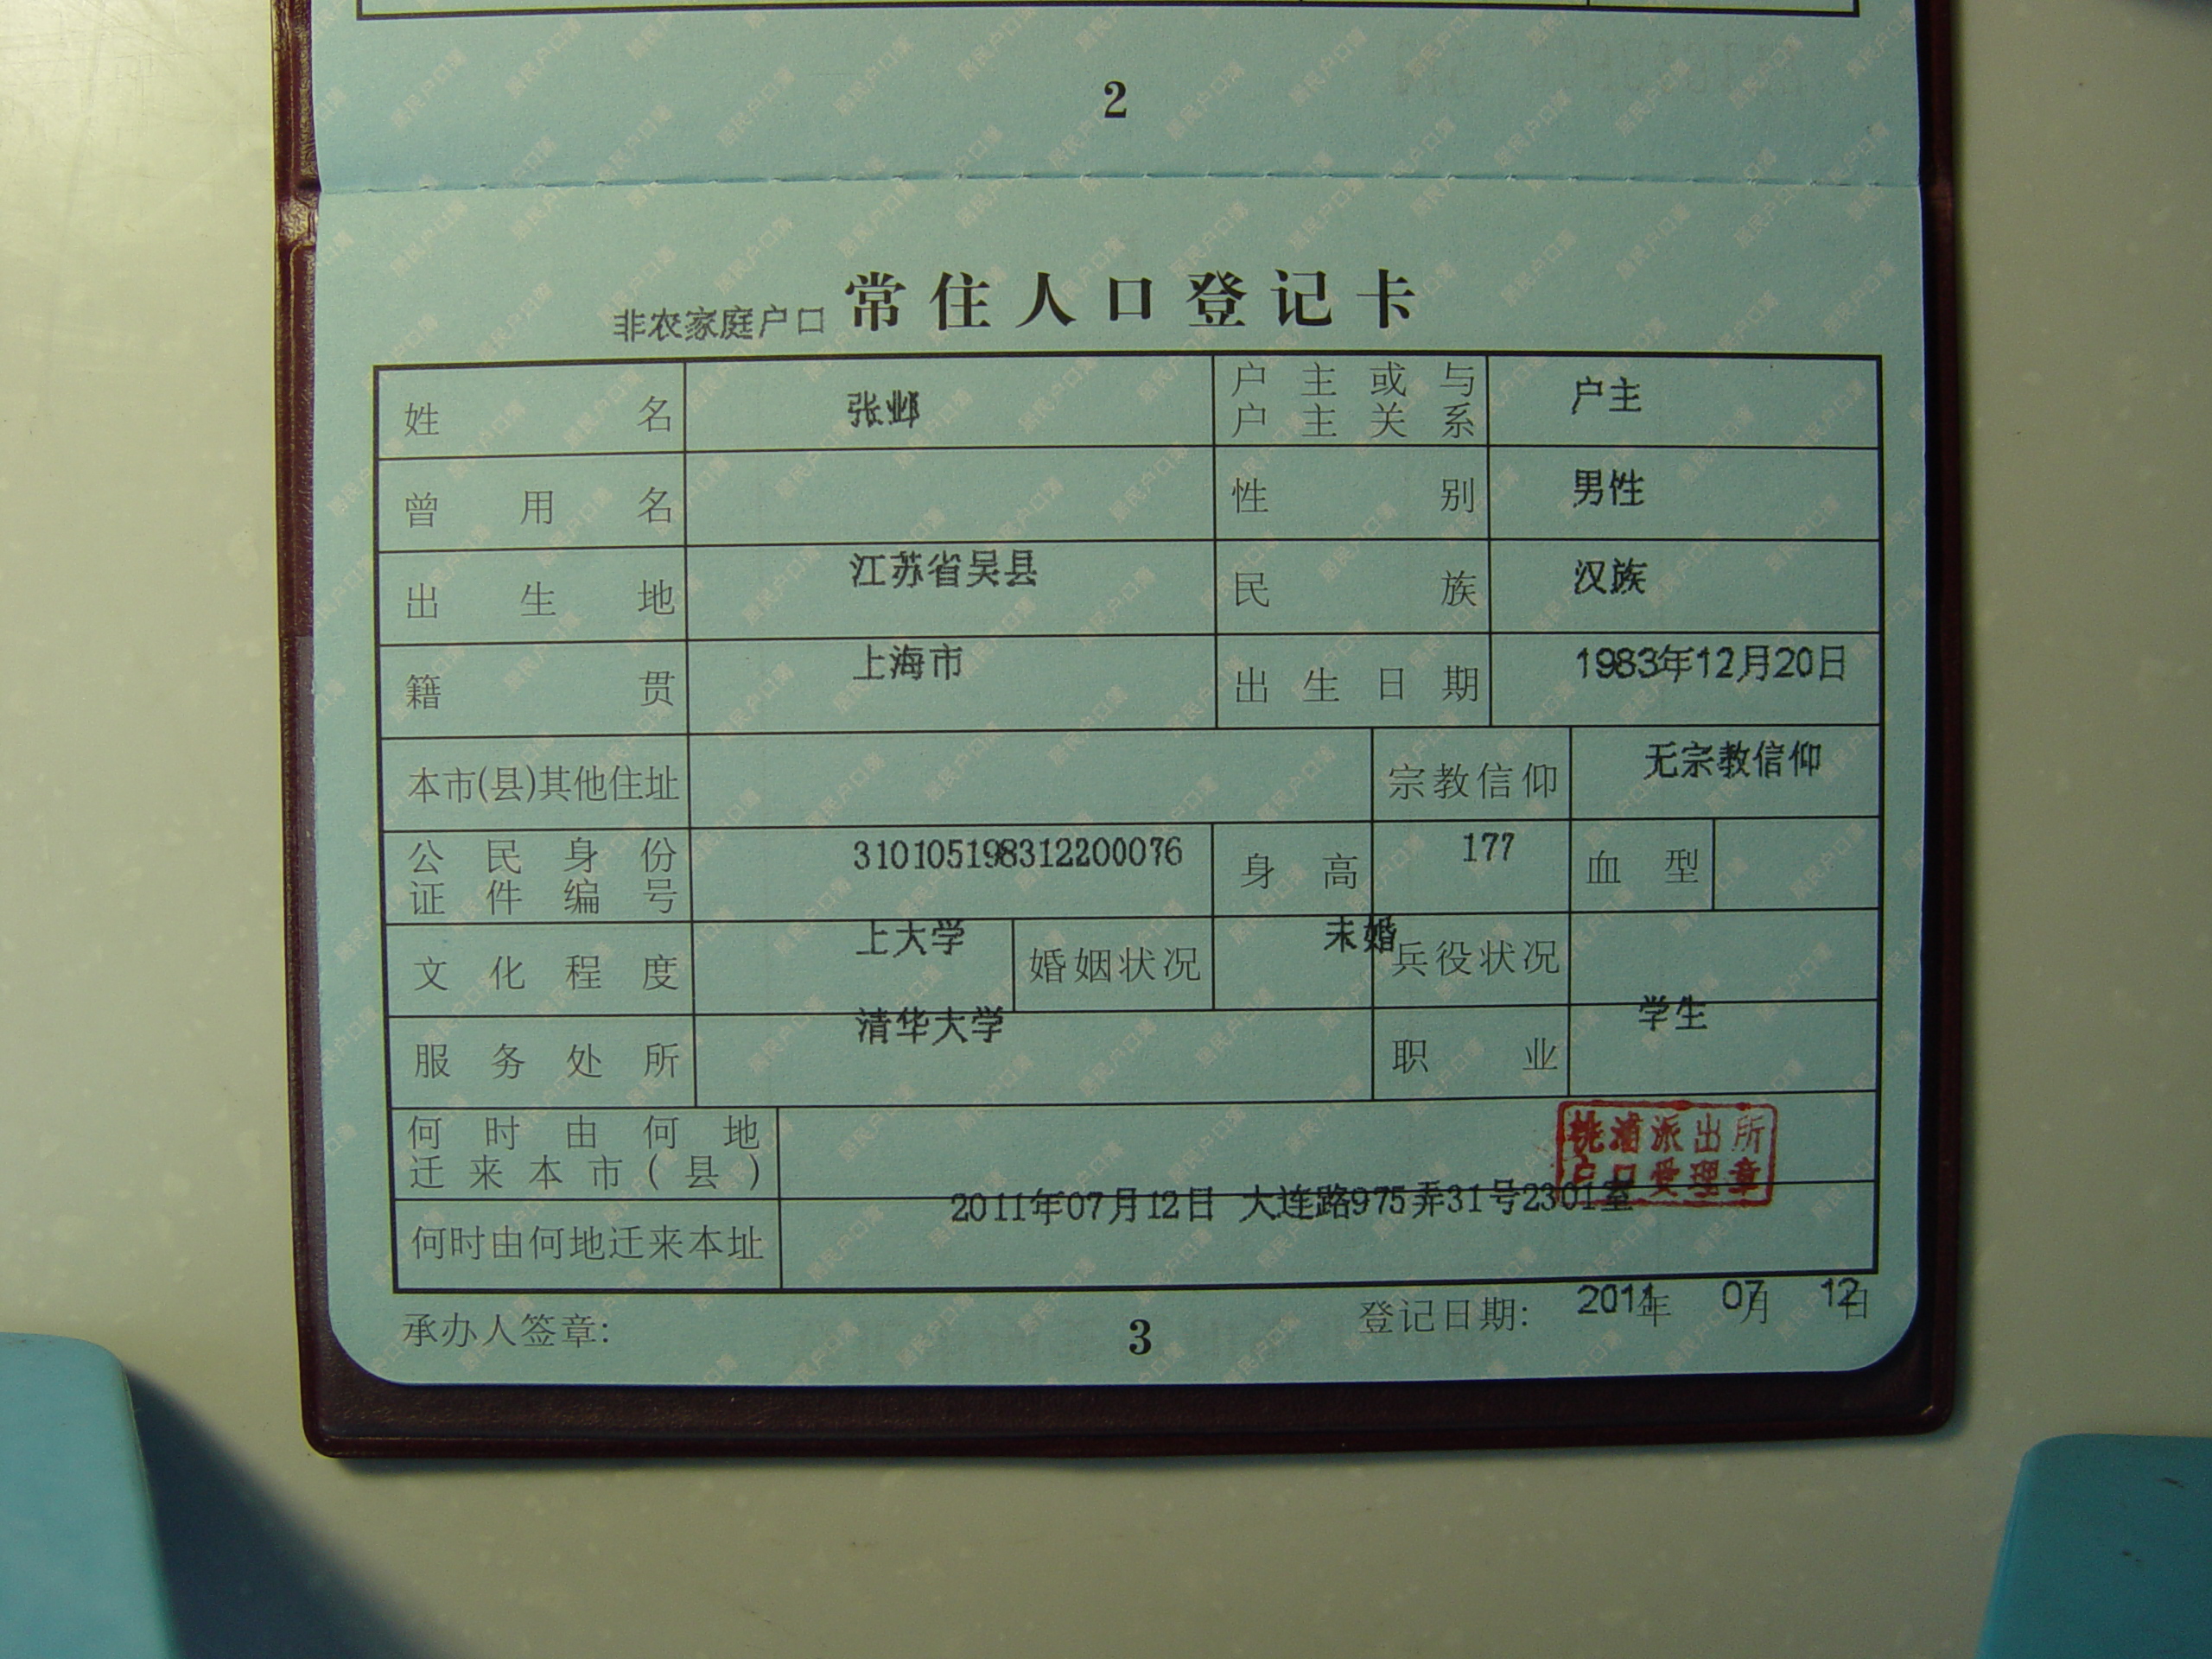 2
非农家庭户口 常住人口登记卡
姓名 张邺 户主或与户主关系 户主
曾用名 性别 男性
出生地 江苏省吴县 民族 汉族
籍贯 上海市 出生日期 1983年12月20日
本市(县)其他住址 宗教信仰 无宗教信仰
公民身份证件编号 310105198312200076 身高 177 血型
文化程度 上大学 婚姻状况 未婚 兵役状况
服务处所 清华大学 职业 学生
何时由何地迁来本市(县)
桃浦派出所
户口受理章
何时由何地迁来本址 2011年07月12日 大连路975弄31号2301室
承办人签章: 登记日期: 2011年 07月 12日
3